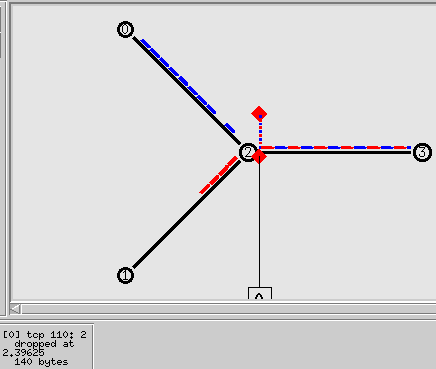 0
2
3
1
[0] tcp 110: 2
dropped at
2.39625
140 bytes